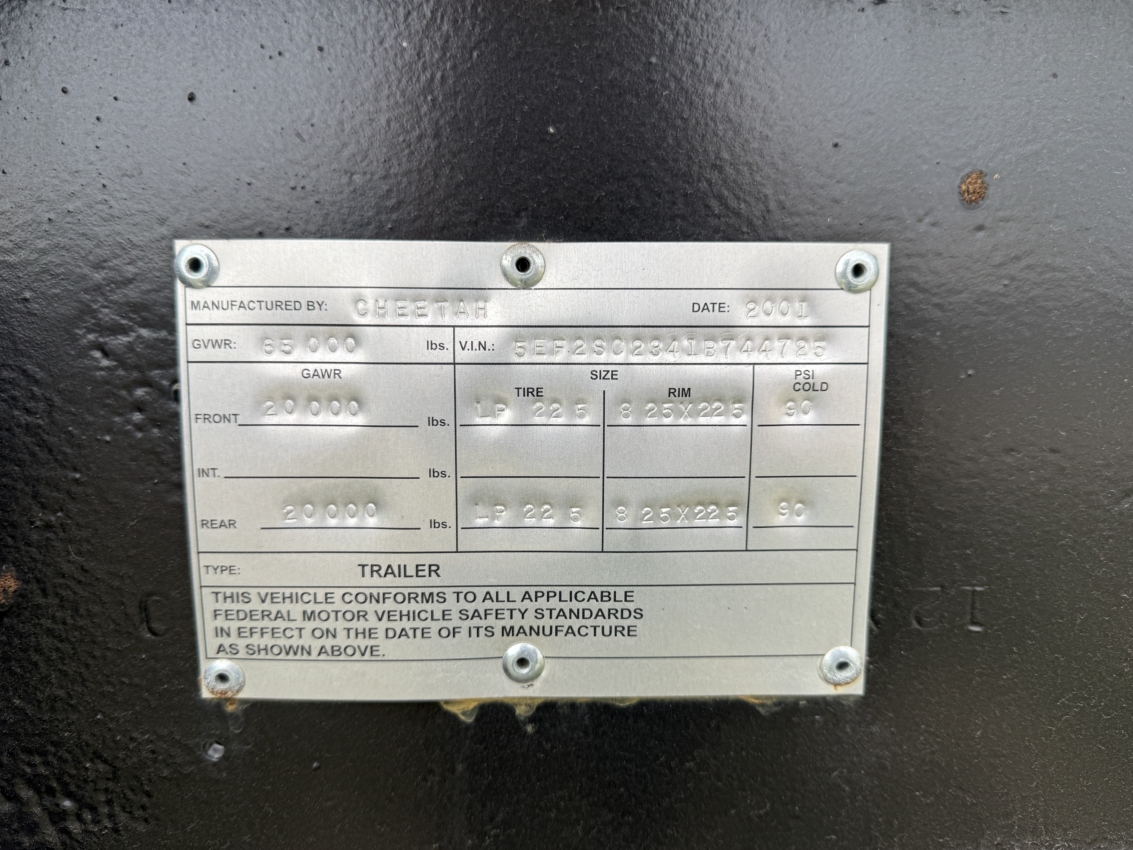 MANUFACTURED BY: CHEETAH DATE: 2001
GVWR: 65 000 lbs. V.I.N.: 5EF2SC2341B744725
GAWR SIZE PSI
TIRE RIM COLD
FRONT 20 000 lbs. LP 22 5 8 25X22 5 90
INT. lbs.
REAR 20 000 lbs. LP 22 5 8 25X22 5 90
TYPE: TRAILER
THIS VEHICLE CONFORMS TO ALL APPLICABLE
FEDERAL MOTOR VEHICLE SAFETY STANDARDS
IN EFFECT ON THE DATE OF ITS MANUFACTURE
AS SHOWN ABOVE.